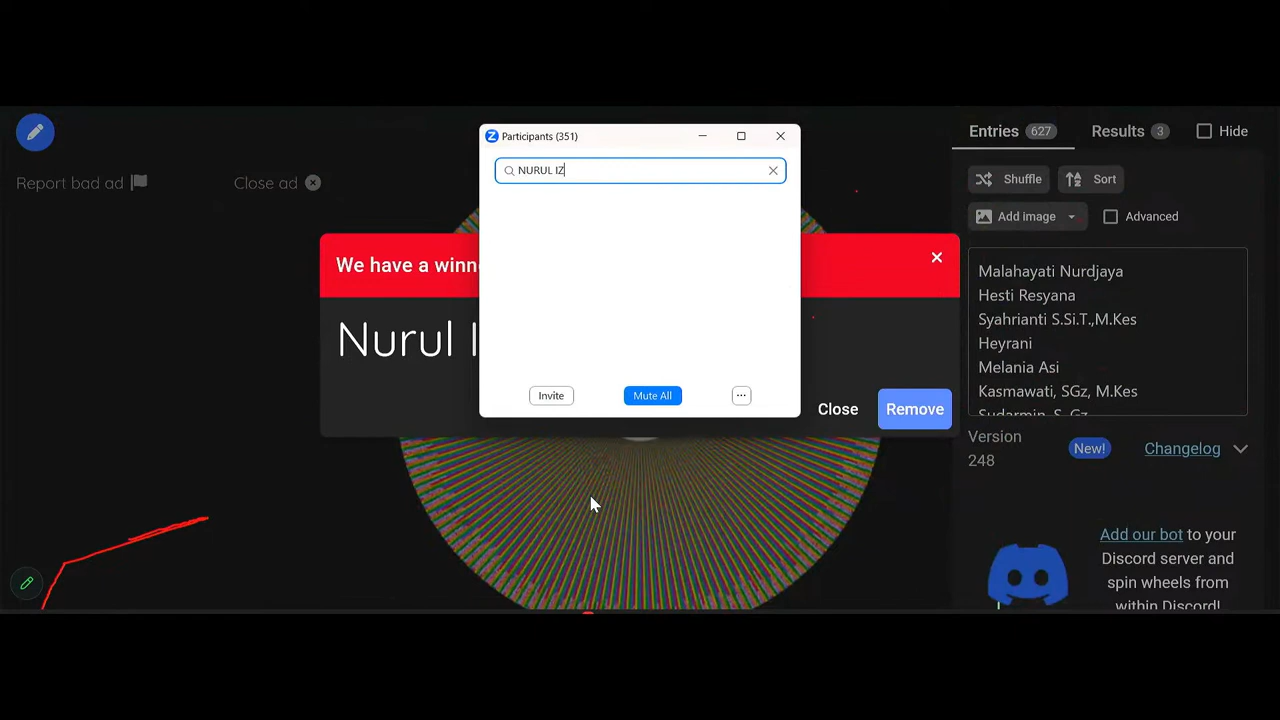 Participants (351)
NURUL IZ
Invite
Mute All
...
Report bad ad
Close ad
We have a winn
Nurul I
Close
Remove
Entries 627
Results 3
Hide
Shuffle
Sort
Add image
Advanced
Malahayati Nurdjaya
Hesti Resyana
Syahrianti S.Si.T.,M.Kes
Heyrani
Melania Asi
Kasmawati, SGz, M.Kes
Sudarmin, S, Gz
Version 248
New!
Changelog
Add our bot to your
Discord server and
spin wheels from
within Discord!